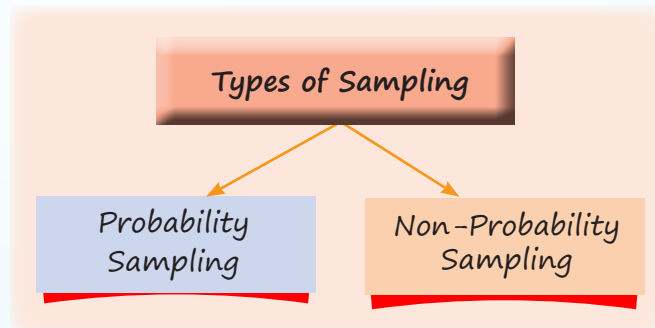 Types of Sampling
Probability
Sampling
Non-Probability
Sampling